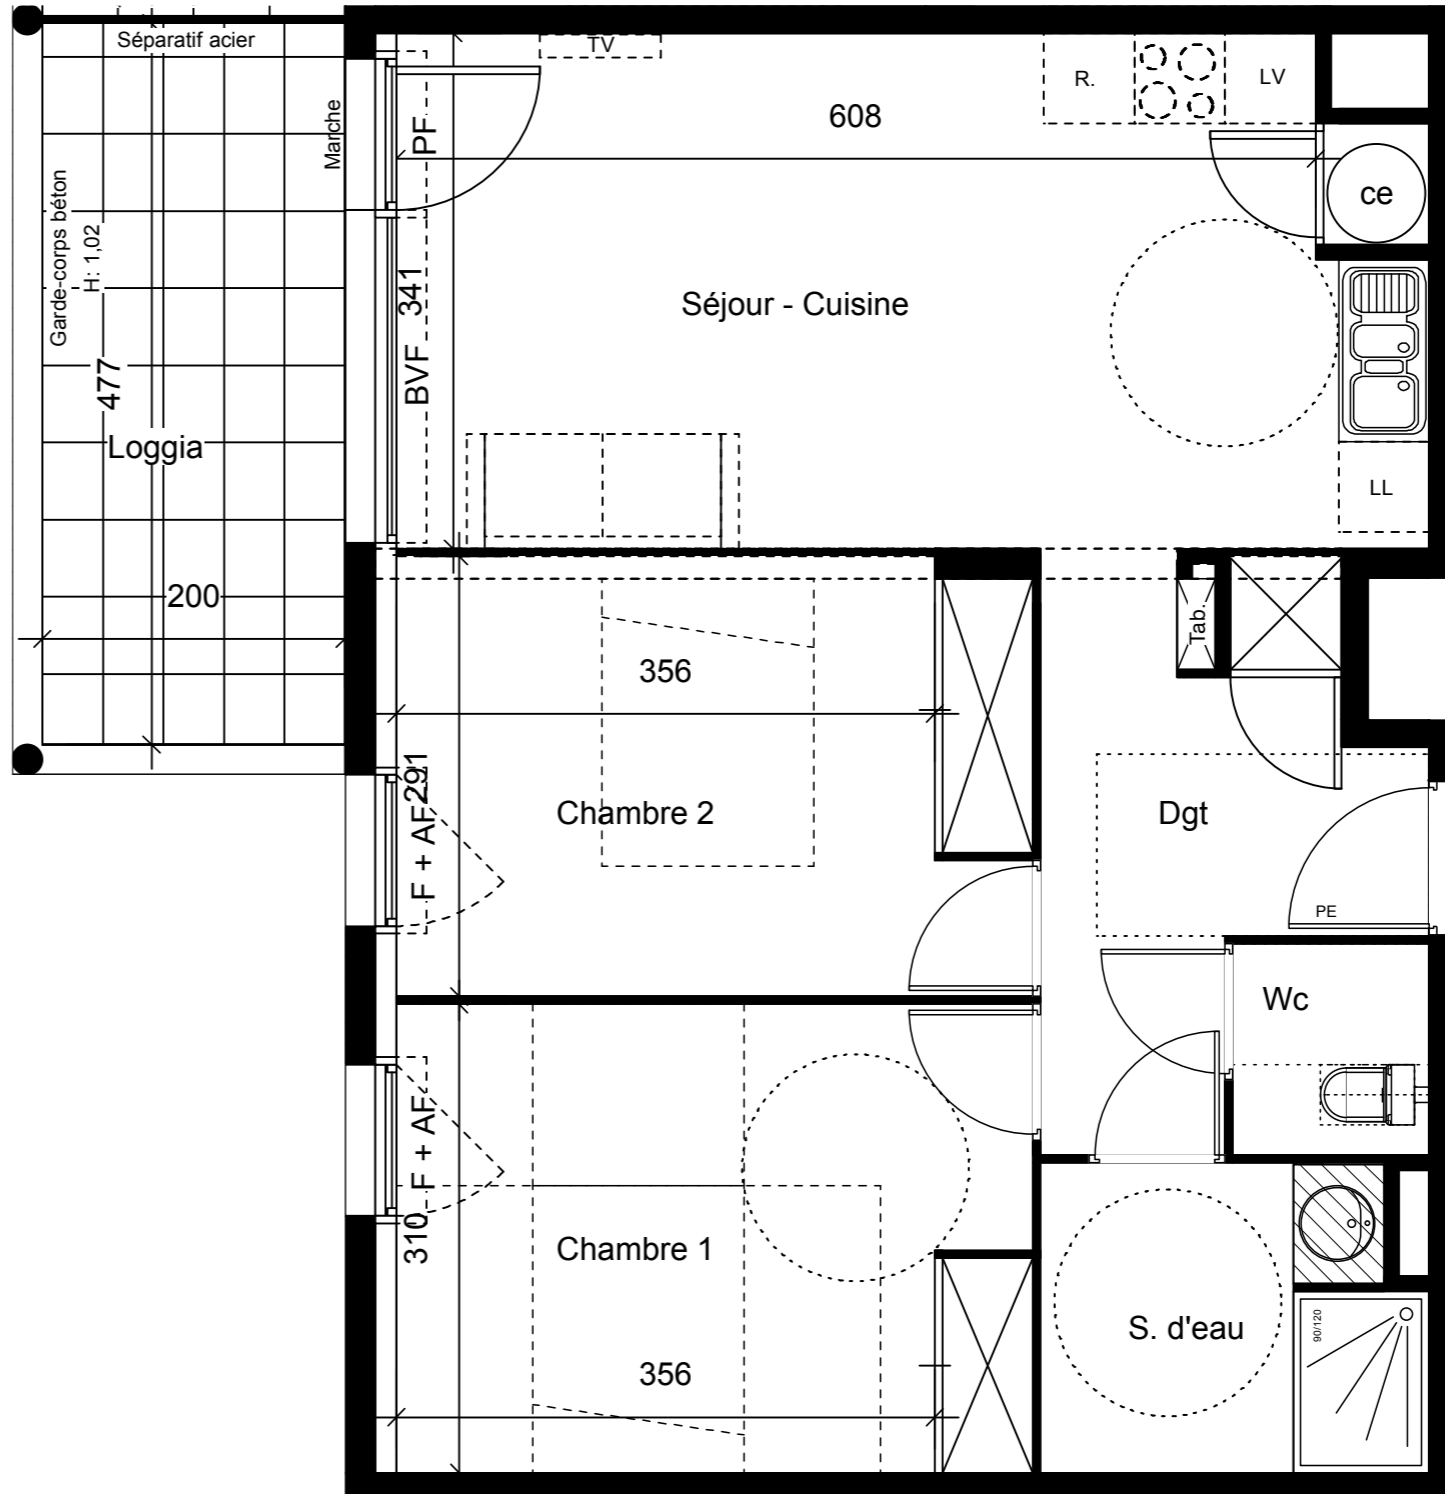 Séparatif acier
TV
R.
LV
608
Marche
PF
ce
Garde-corps béton
H: 1,02
341
BVF
Séjour - Cuisine
477
Loggia
LL
200
Tab.
356
291
F + AF
Chambre 2
Dgt
PE
Wc
F + AF
310
Chambre 1
S. d'eau
90/120
356